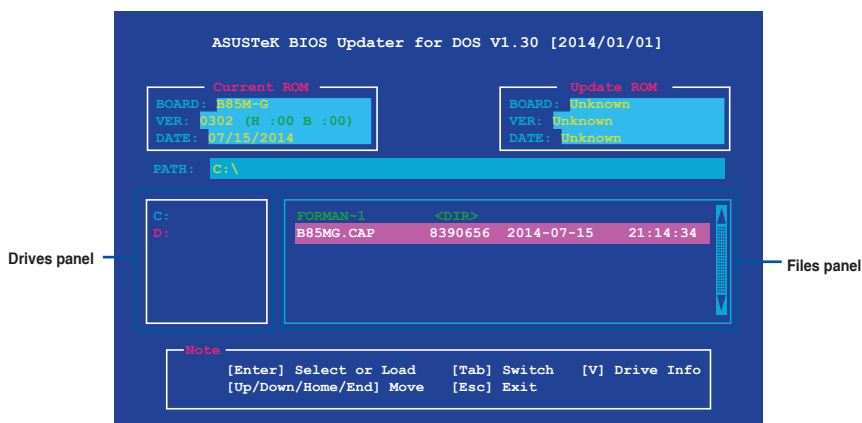 ASUSTeK BIOS Updater for DOS V1.30 [2014/01/01]
Current ROM
BOARD: B85M-G
VER: 0302 (H :00 B :00)
DATE: 07/15/2014
Update ROM
BOARD: Unknown
VER: Unknown
DATE: Unknown
PATH: C:\
Drives panel
C:
D:
FORMAN~1 <DIR>
B85MG.CAP 8390656 2014-07-15 21:14:34
Files panel
Note
[Enter] Select or Load [Tab] Switch [V] Drive Info
[Up/Down/Home/End] Move [Esc] Exit